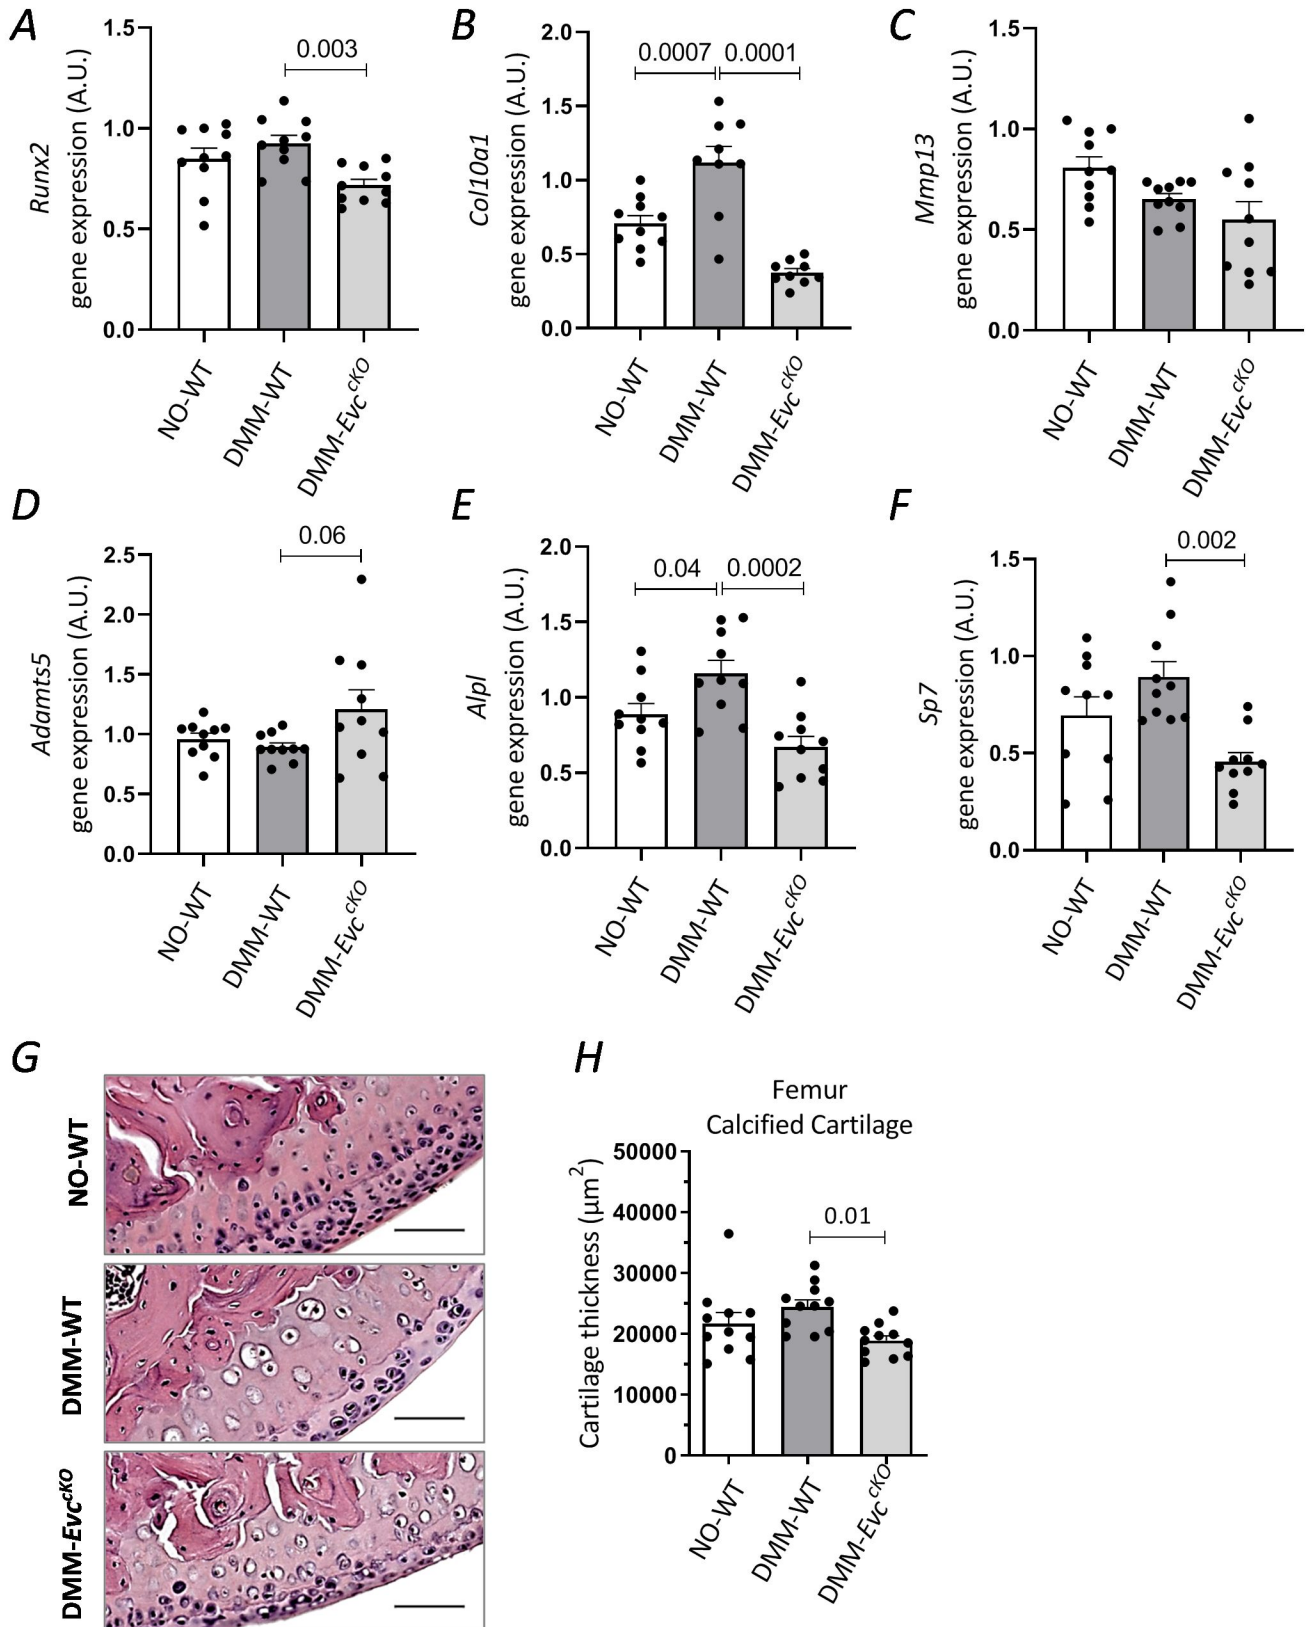 A
Runx2
gene expression (A.U.)
1.5
1.0
0.5
0.0
0.003
NO-WT
DMM-WT
DMM-Evc^cKO
B
Col10a1
gene expression (A.U.)
2.0
1.5
1.0
0.5
0.0
0.0007 0.0001
NO-WT
DMM-WT
DMM-Evc^cKO
C
Mmp13
gene expression (A.U.)
1.5
1.0
0.5
0.0
NO-WT
DMM-WT
DMM-Evc^cKO
D
Adamts5
gene expression (A.U.)
2.5
2.0
1.5
1.0
0.5
0.0
0.06
NO-WT
DMM-WT
DMM-Evc^cKO
E
Alpl
gene expression (A.U.)
2.0
1.5
1.0
0.5
0.0
0.04 0.0002
NO-WT
DMM-WT
DMM-Evc^cKO
F
Sp7
gene expression (A.U.)
1.5
1.0
0.5
0.0
0.002
NO-WT
DMM-WT
DMM-Evc^cKO
G
NO-WT
DMM-WT
DMM-Evc^cKO
H
Femur
Calcified Cartilage
Cartilage thickness (µm²)
50000
40000
30000
20000
10000
0
0.01
NO-WT
DMM-WT
DMM-Evc^cKO